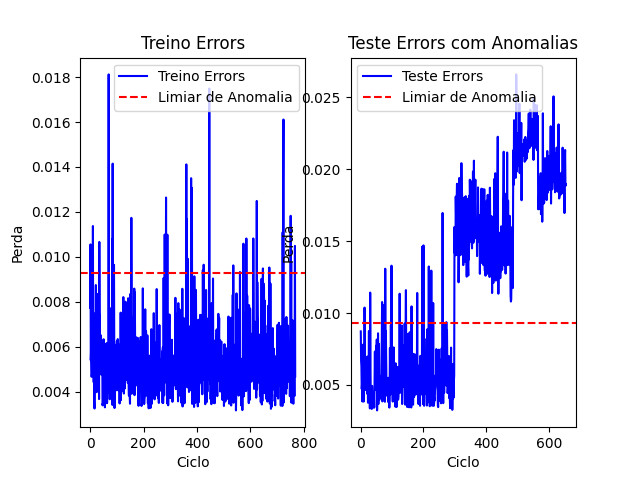 Treino Errors
Treino Errors
Limiar de Anomalia
0.018
0.016
0.014
0.012
0.010
0.008
0.006
0.004
Perda
0
200
400
600
800
Ciclo
Teste Errors com Anomalias
Teste Errors
Limiar de Anomalia
0.025
0.020
0.015
0.010
0.005
Perda
0
200
400
600
Ciclo